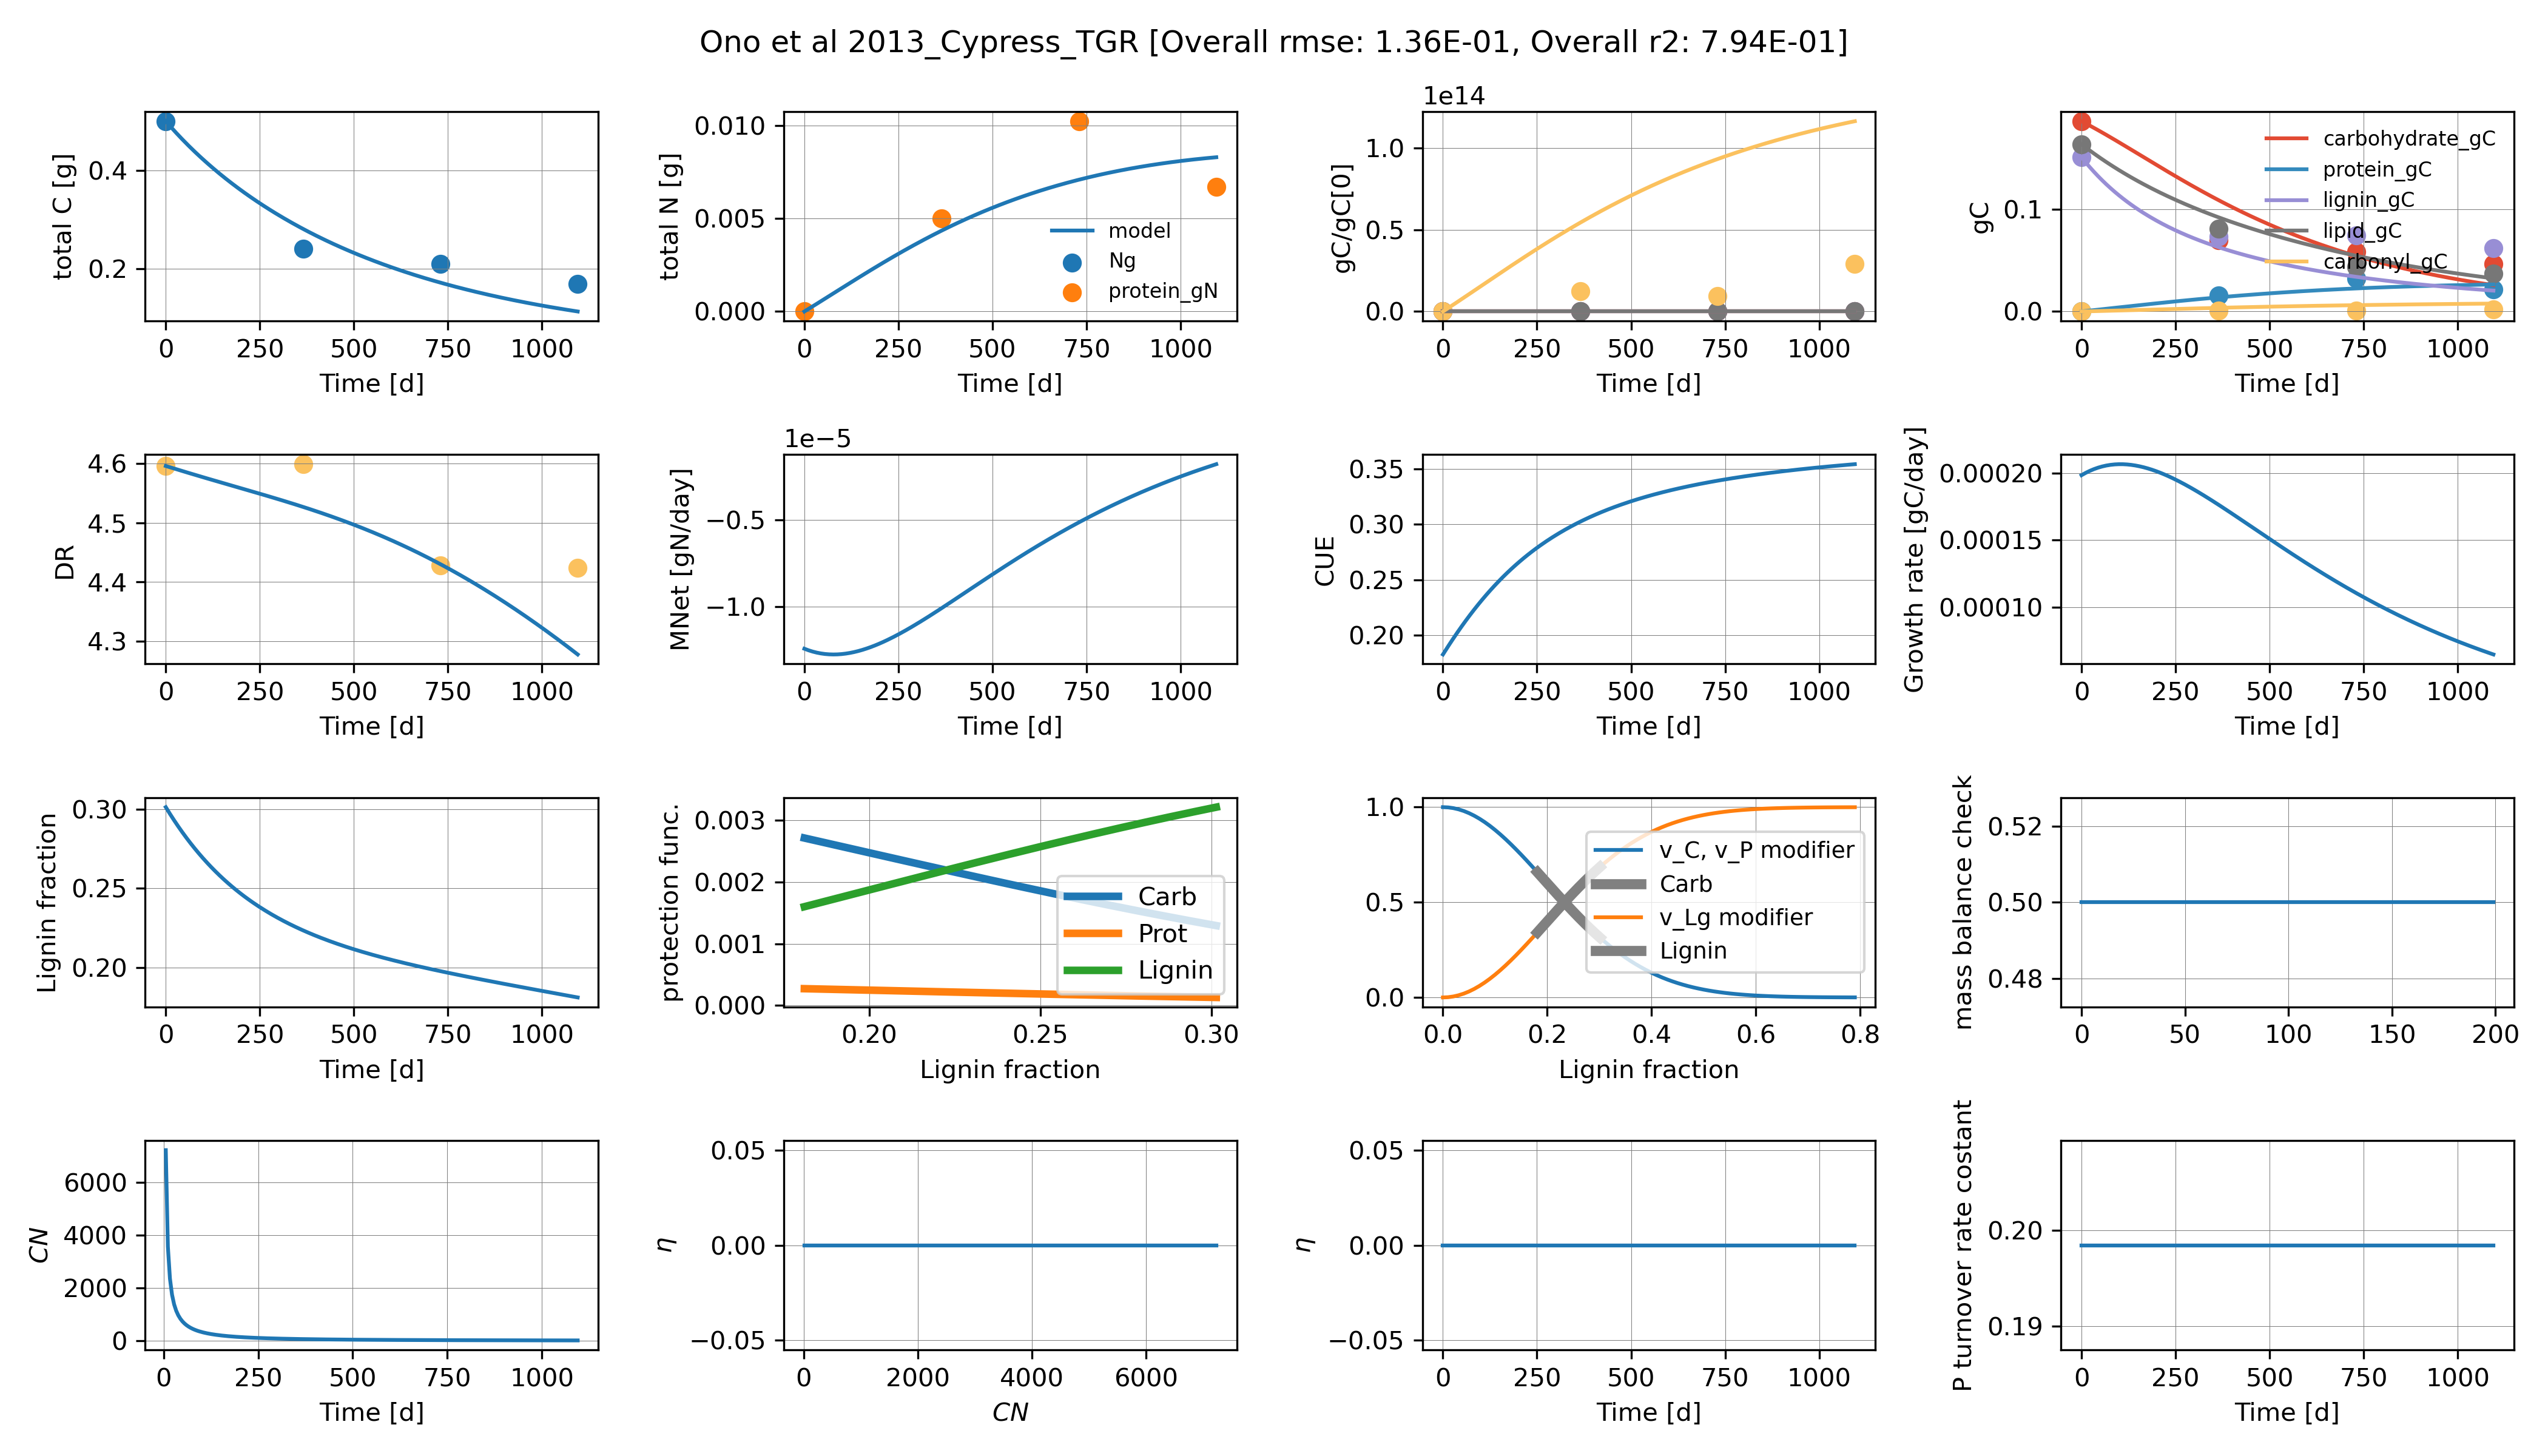 Ono et al 2013_Cypress_TGR [Overall rmse: 1.36E-01, Overall r2: 7.94E-01]
total C [g]
0.4
0.2
0 250 500 750 1000
Time [d]
total N [g]
0.010
0.005
0.000
model
Ng
protein_gN
0 250 500 750 1000
Time [d]
1e14
gC/gC[0]
1.0
0.5
0.0
0 250 500 750 1000
Time [d]
gC
0.1
0.0
carbohydrate_gC
protein_gC
lignin_gC
lipid_gC
carbonyl_gC
0 250 500 750 1000
Time [d]
DR
4.6
4.5
4.4
4.3
0 250 500 750 1000
Time [d]
1e−5
MNet [gN/day]
−0.5
−1.0
0 250 500 750 1000
Time [d]
CUE
0.35
0.30
0.25
0.20
0 250 500 750 1000
Time [d]
Growth rate [gC/day]
0.00020
0.00015
0.00010
0 250 500 750 1000
Time [d]
Lignin fraction
0.30
0.25
0.20
0 250 500 750 1000
Time [d]
protection func.
0.003
0.002
0.001
0.000
Carb
Prot
Lignin
0.20 0.25 0.30
Lignin fraction
1.0
0.5
0.0
v_C, v_P modifier
Carb
v_Lg modifier
Lignin
0.0 0.2 0.4 0.6 0.8
Lignin fraction
mass balance check
0.52
0.50
0.48
0 50 100 150 200
CN
6000
4000
2000
0
0 250 500 750 1000
Time [d]
η
0.05
0.00
−0.05
0 2000 4000 6000
CN
η
0.05
0.00
−0.05
0 250 500 750 1000
Time [d]
P turnover rate costant
0.20
0.19
0 250 500 750 1000
Time [d]